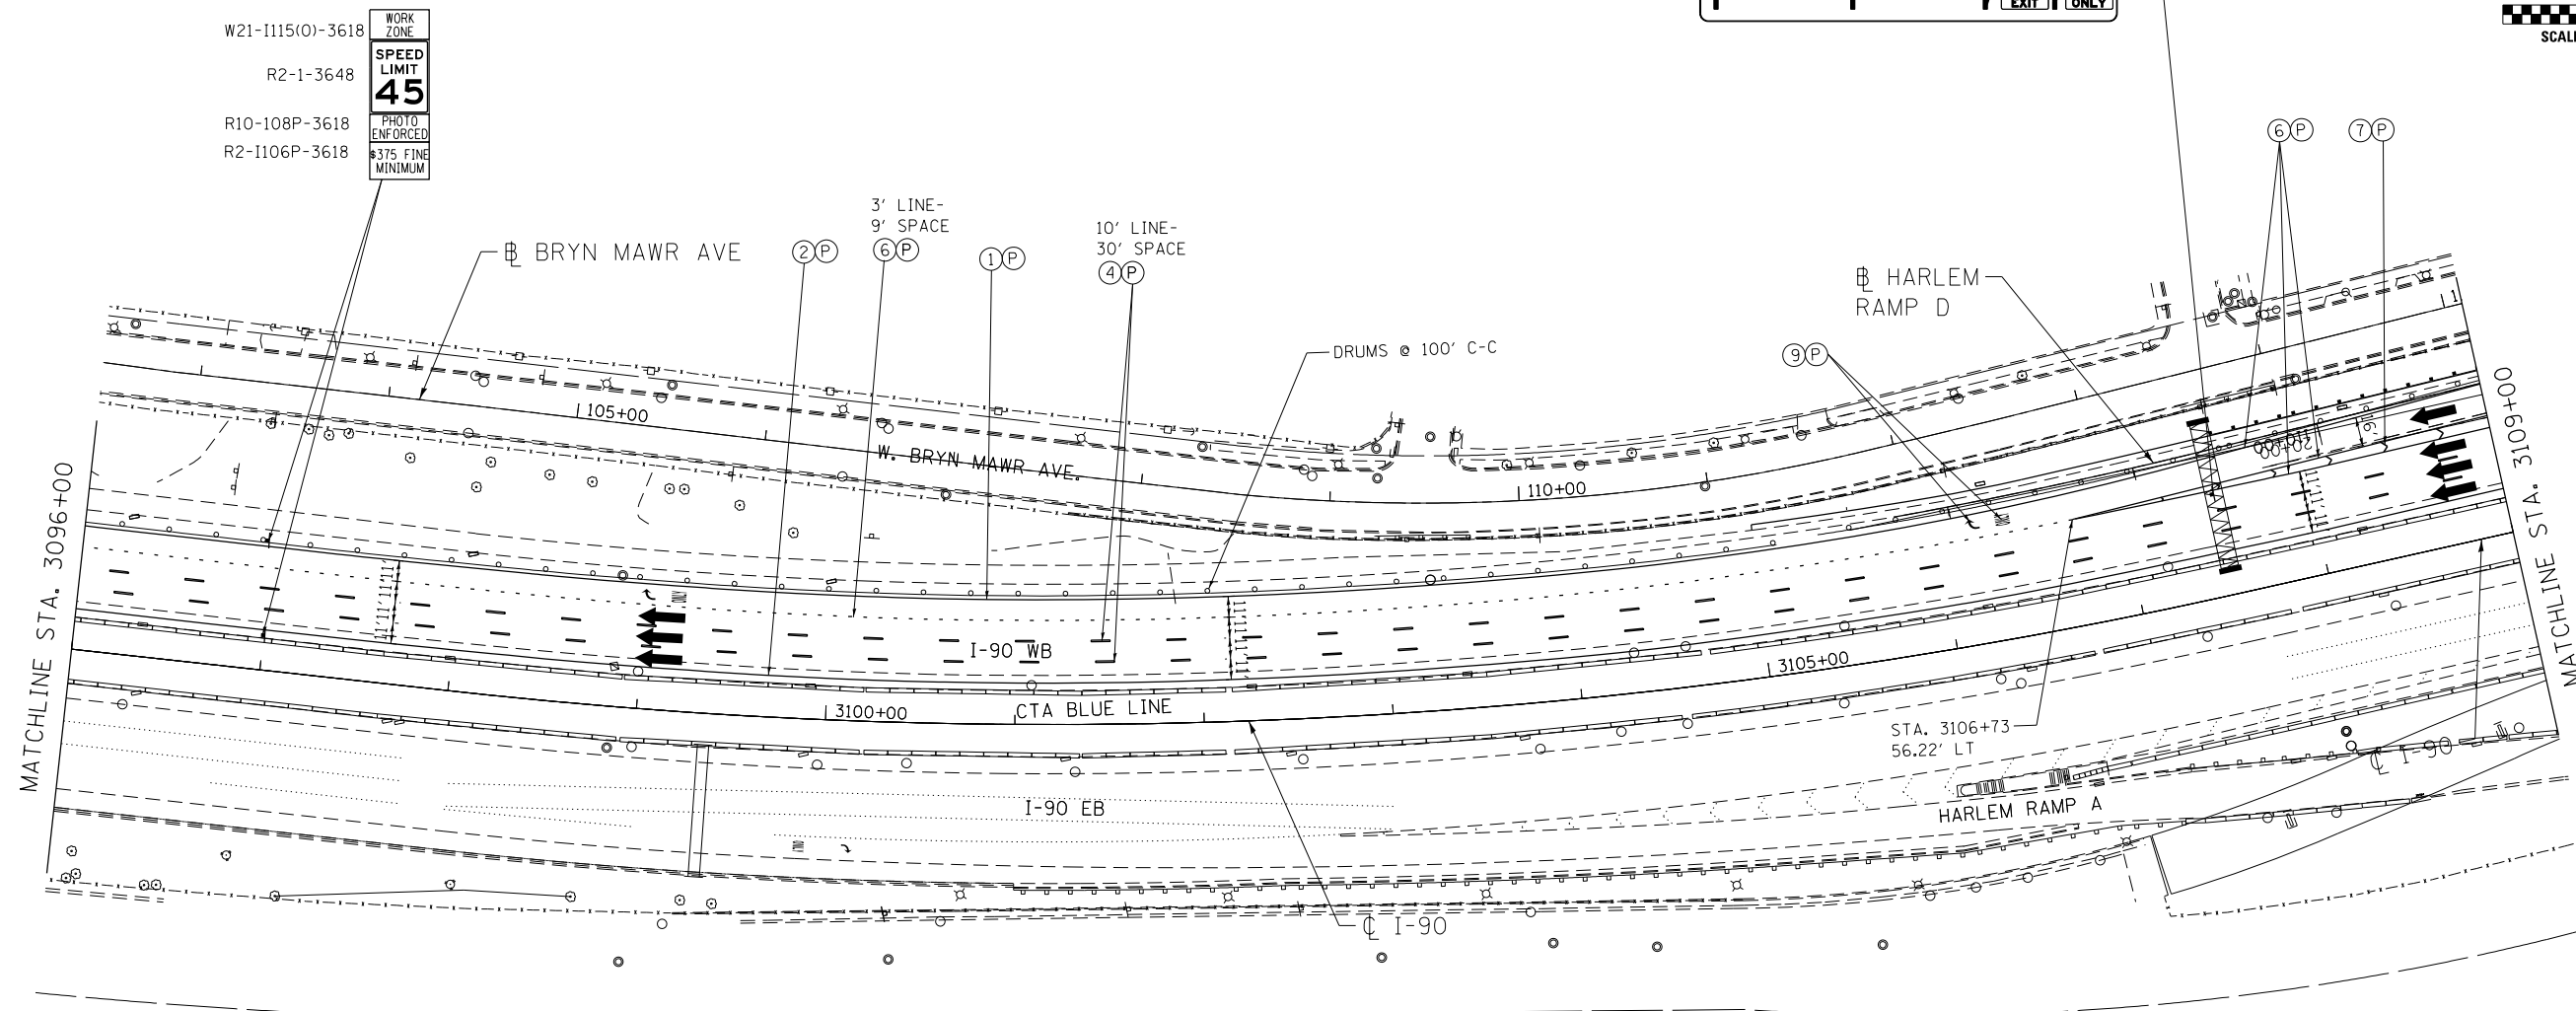 EXIT ONLY
SCALE
W21-I115(O)-3618
R2-1-3648
R10-108P-3618
R2-I106P-3618
WORK
ZONE
SPEED
LIMIT
45
PHOTO
ENFORCED
$375 FINE
MINIMUM
BRYN MAWR AVE
2 P
3' LINE-
9' SPACE
6 P
1 P
10' LINE-
30' SPACE
4 P
DRUMS @ 100' C-C
9 P
HARLEM
RAMP D
6 P
7 P
105+00
W. BRYN MAWR AVE.
110+00
MATCHLINE STA. 3096+00
MATCHLINE STA. 3109+00
I-90 WB
3100+00
CTA BLUE LINE
3105+00
STA. 3106+73
56.22' LT
I-90 EB
HARLEM RAMP A
℄ I-90
℄ I-90